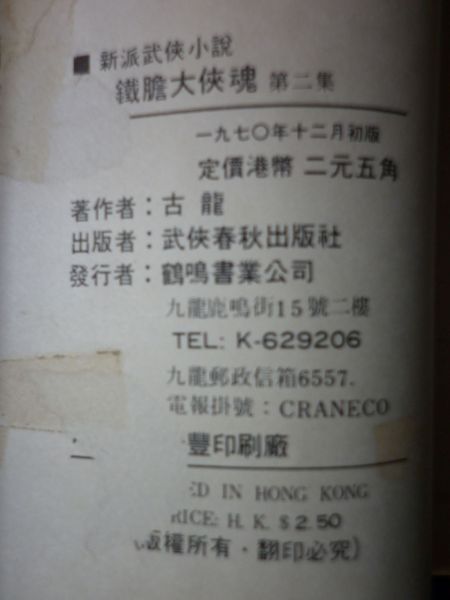 ■ 新派武俠小說
鐵膽大俠魂 第二集
一九七〇年十二月初版
定價港幣 二元五角
著作者：古 龍
出版者：武俠春秋出版社
發行者：鶴鳴書業公司
九龍鹿鳴街15號二樓
TEL: K-629206
九龍郵政信箱6557.
電報掛號：CRANECO
豐印刷廠
ED IN HONG KONG
RICE: H. K. $ 2.50
版權所有·翻印必究)